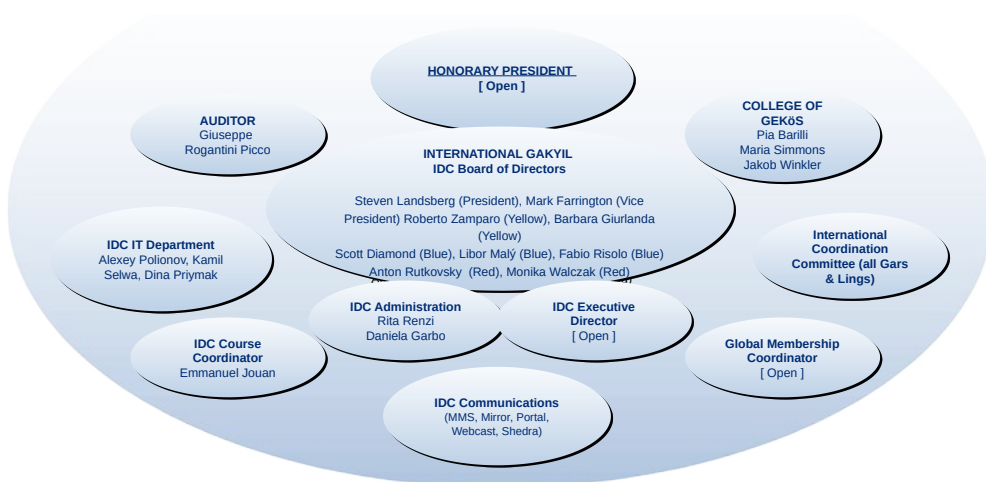 HONORARY PRESIDENT
[ Open ]
AUDITOR
Giuseppe
Rogantini Picco
COLLEGE OF
GEKöS
Pia Barilli
Maria Simmons
Jakob Winkler
INTERNATIONAL GAKYIL
IDC Board of Directors
Steven Landsberg (President), Mark Farrington (Vice
President) Roberto Zamparo (Yellow), Barbara Giurlanda
(Yellow)
Scott Diamond (Blue), Libor Malý (Blue), Fabio Risolo (Blue)
Anton Rutkovsky (Red), Monika Walczak (Red)
IDC IT Department
Alexey Polionov, Kamil
Selwa, Dina Priymak
International
Coordination
Committee (all Gars
& Lings)
IDC Administration
Rita Renzi
Daniela Garbo
IDC Executive
Director
[ Open ]
IDC Course
Coordinator
Emmanuel Jouan
Global Membership
Coordinator
[ Open ]
IDC Communications
(MMS, Mirror, Portal,
Webcast, Shedra)